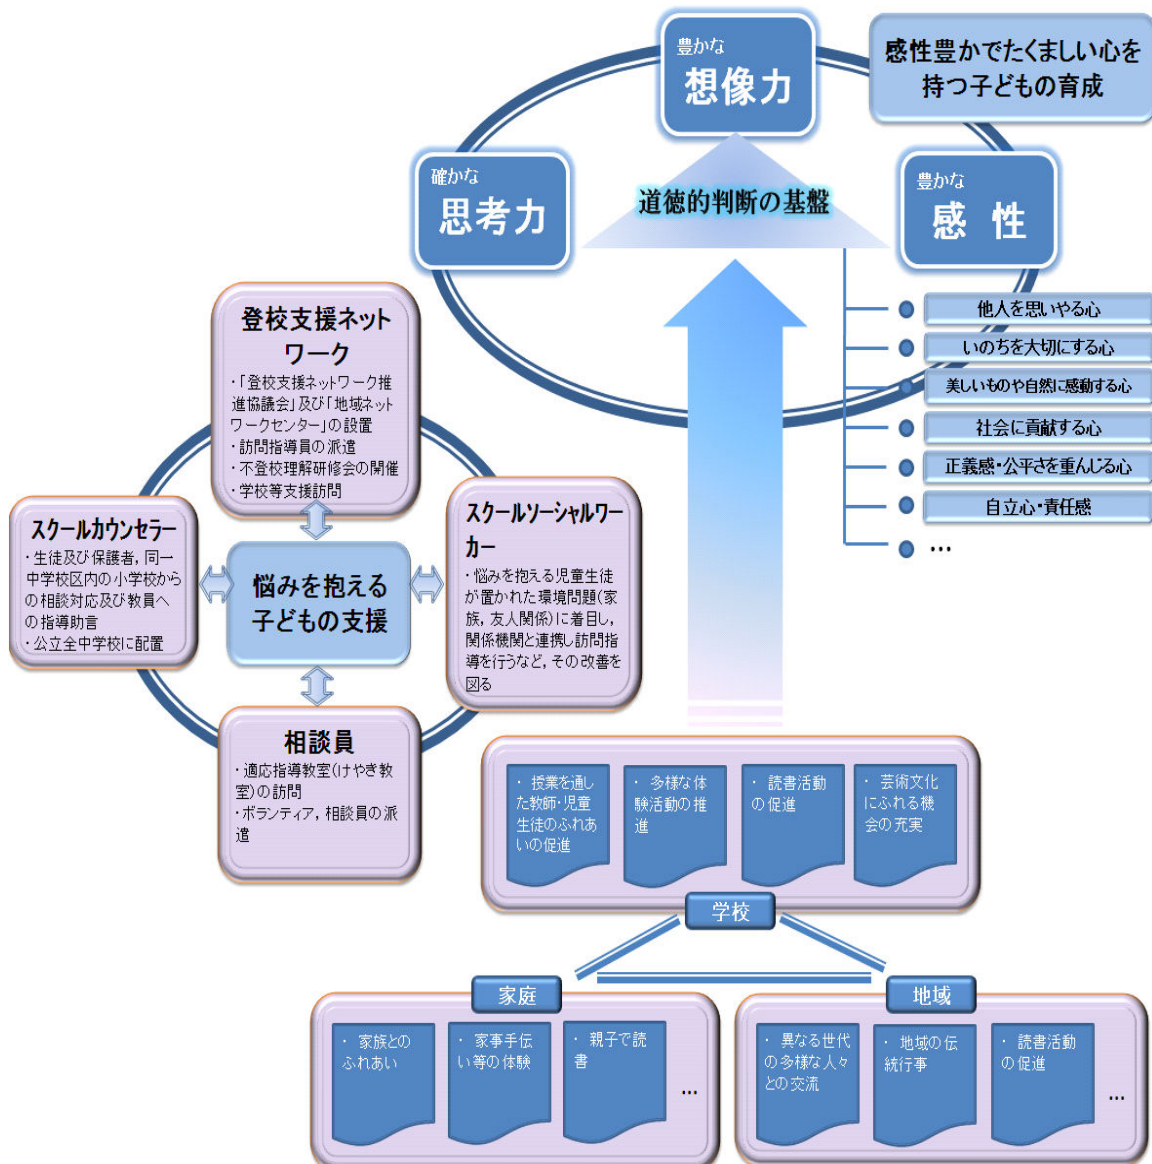 豊かな
想像力
感性豊かでたくましい心を
持つ子どもの育成
確かな
思考力
道徳的判断の基盤
豊かな
感 性
他人を思いやる心
いのちを大切にする心
美しいものや自然に感動する心
社会に貢献する心
正義感・公平さを重んじる心
自立心・責任感
…
登校支援ネット
ワーク
・「登校支援ネットワーク推
進協議会」及び「地域ネット
ワークセンター」の設置
・訪問指導員の派遣
・不登校理解研修会の開催
・学校等支援訪問
スクールカウンセラー
・生徒及び保護者，同一
中学校区内の小学校から
の相談対応及び教員へ
の指導助言
・公立全中学校に配置
悩みを抱える
子どもの支援
スクールソーシャルワー
カー
・悩みを抱える児童生徒
が置かれた環境問題(家
族，友人関係)に着目し，
関係機関と連携し訪問指
導を行うなど，その改善を
図る
相談員
・適応指導教室(けやき教
室)の訪問
・ボランティア，相談員の派
遣
・ 授業を通し
た教師・児童
生徒のふれあ
いの促進
・ 多様な体
験活動の推
進
・ 読書活動
の促進
・ 芸術文化
にふれる機
会の充実
学校
家庭
・ 家族との
ふれあい
・ 家事手伝
い等の体験
・ 親子で読
書
…
地域
・ 異なる世代
の多様な人々
との交流
・ 地域の伝
統行事
・ 読書活動
の促進
…